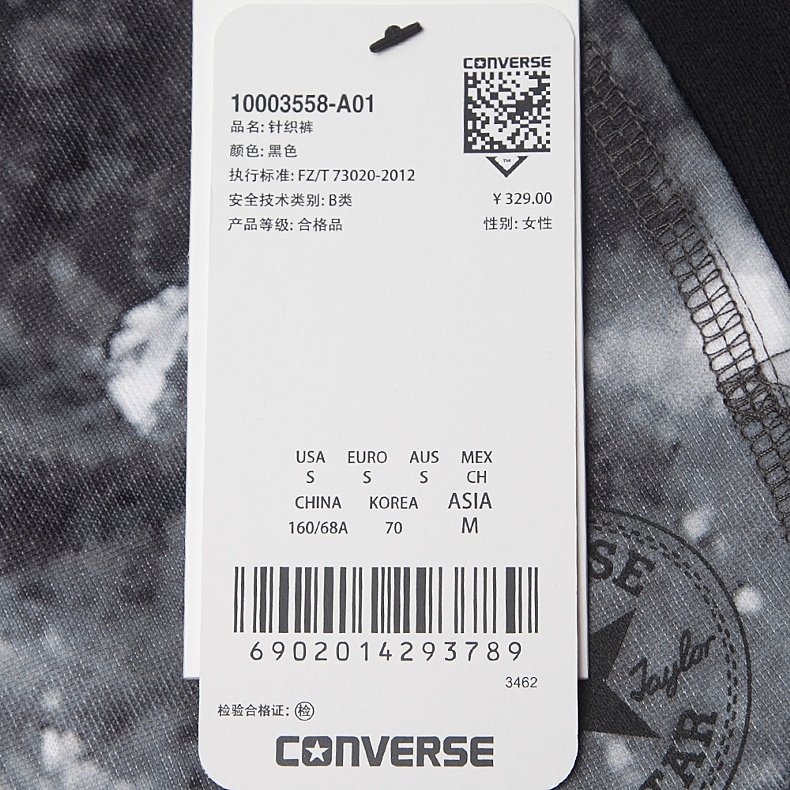 CONVERSE
10003558-A01
品名: 针织裤
颜色: 黑色
执行标准: FZ/T 73020-2012
安全技术类别: B类
￥329.00
产品等级: 合格品
性别: 女性
TM
USA EURO AUS MEX
S S S CH
CHINA KOREA ASIA
160/68A 70 M
6902014293789
3462
检验合格证: 检
CONVERSE
Taylor